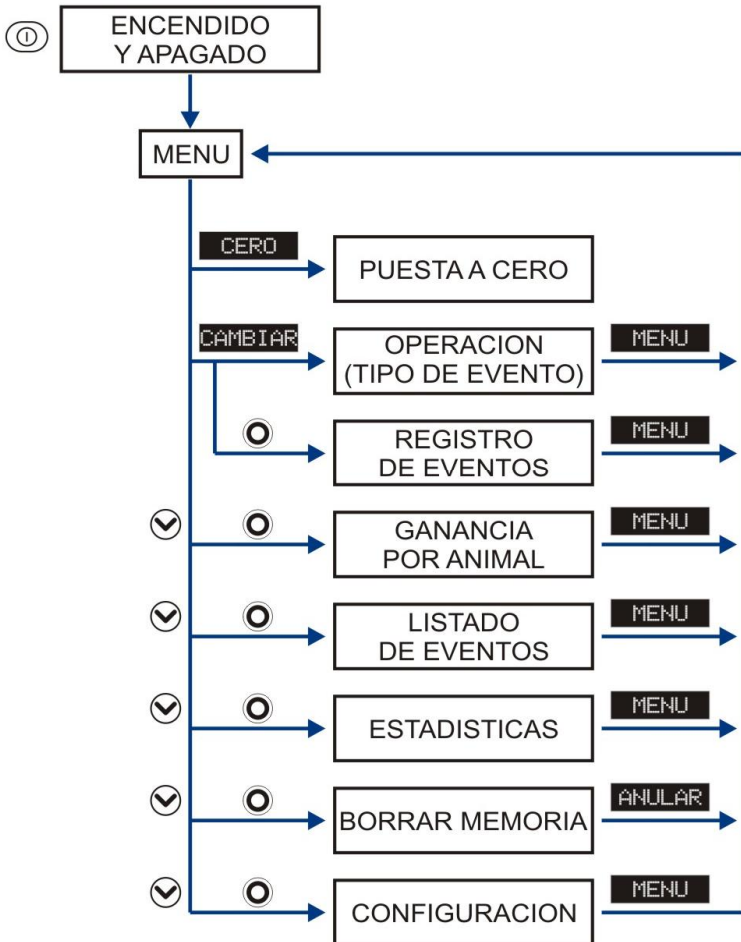 ENCENDIDO
Y APAGADO
MENU
CERO
PUESTA A CERO
CAMBIAR
OPERACION
(TIPO DE EVENTO)
MENU
REGISTRO
DE EVENTOS
MENU
GANANCIA
POR ANIMAL
MENU
LISTADO
DE EVENTOS
MENU
ESTADISTICAS
MENU
BORRAR MEMORIA
ANULAR
CONFIGURACION
MENU